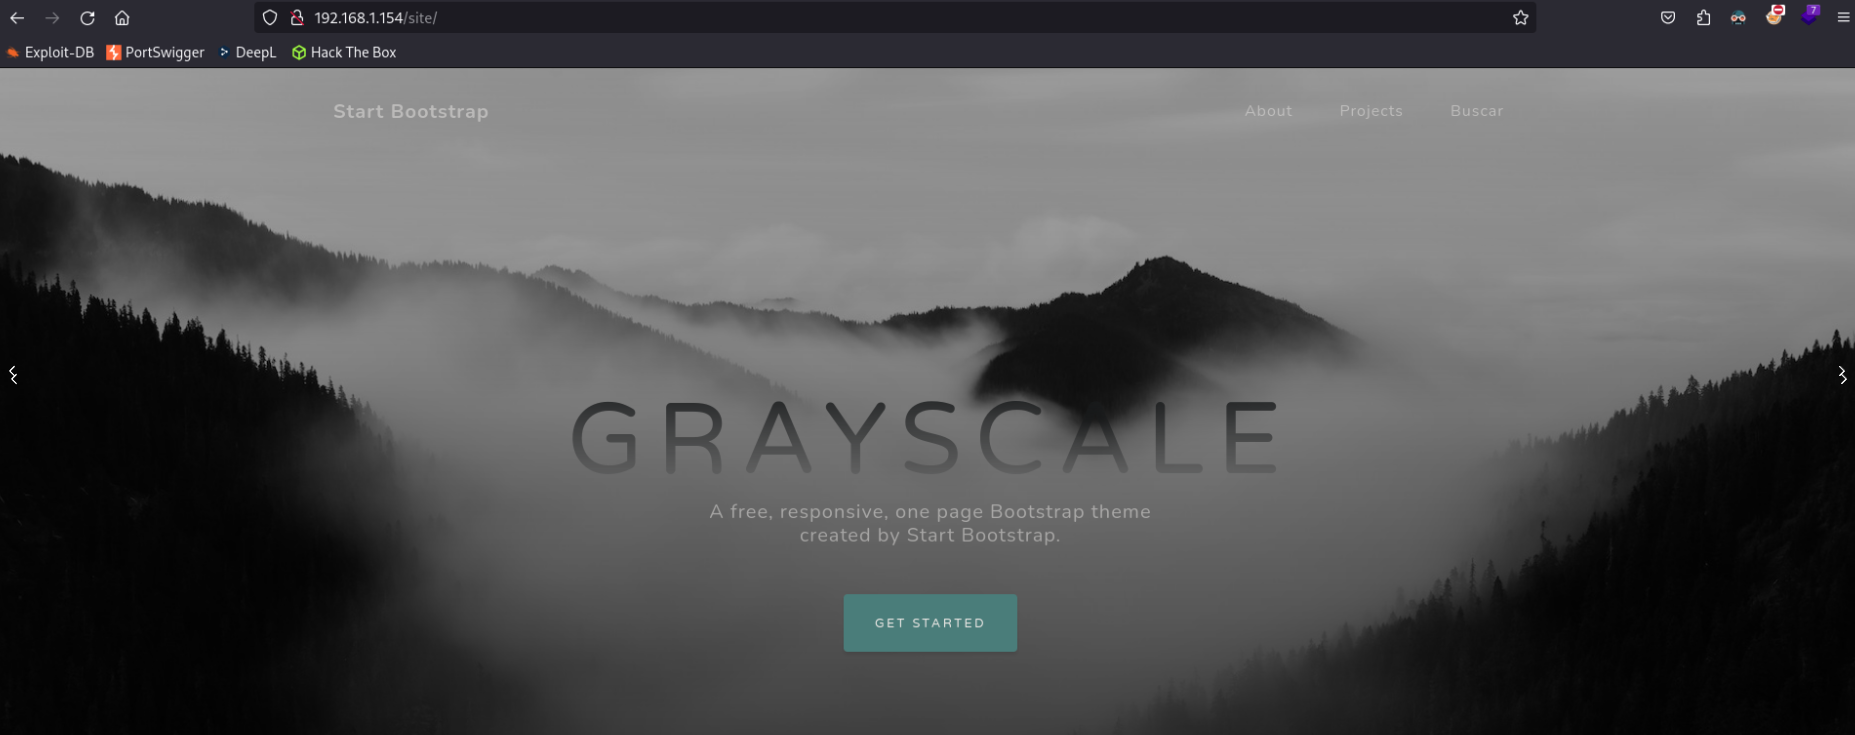 192.168.1.154/site/
7
Exploit-DB PortSwigger DeepL Hack The Box
Start Bootstrap About Projects Buscar
GRAYSCALE
A free, responsive, one page Bootstrap theme
created by Start Bootstrap.
GET STARTED